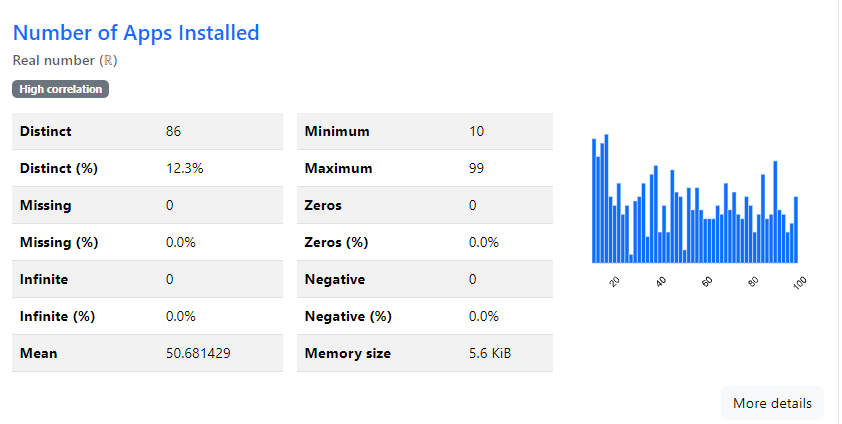 Number of Apps Installed
Real number (ℝ)
High correlation
Distinct 86
Distinct (%) 12.3%
Missing 0
Missing (%) 0.0%
Infinite 0
Infinite (%) 0.0%
Mean 50.681429
Minimum 10
Maximum 99
Zeros 0
Zeros (%) 0.0%
Negative 0
Negative (%) 0.0%
Memory size 5.6 KiB
20 40 60 80 100
More details